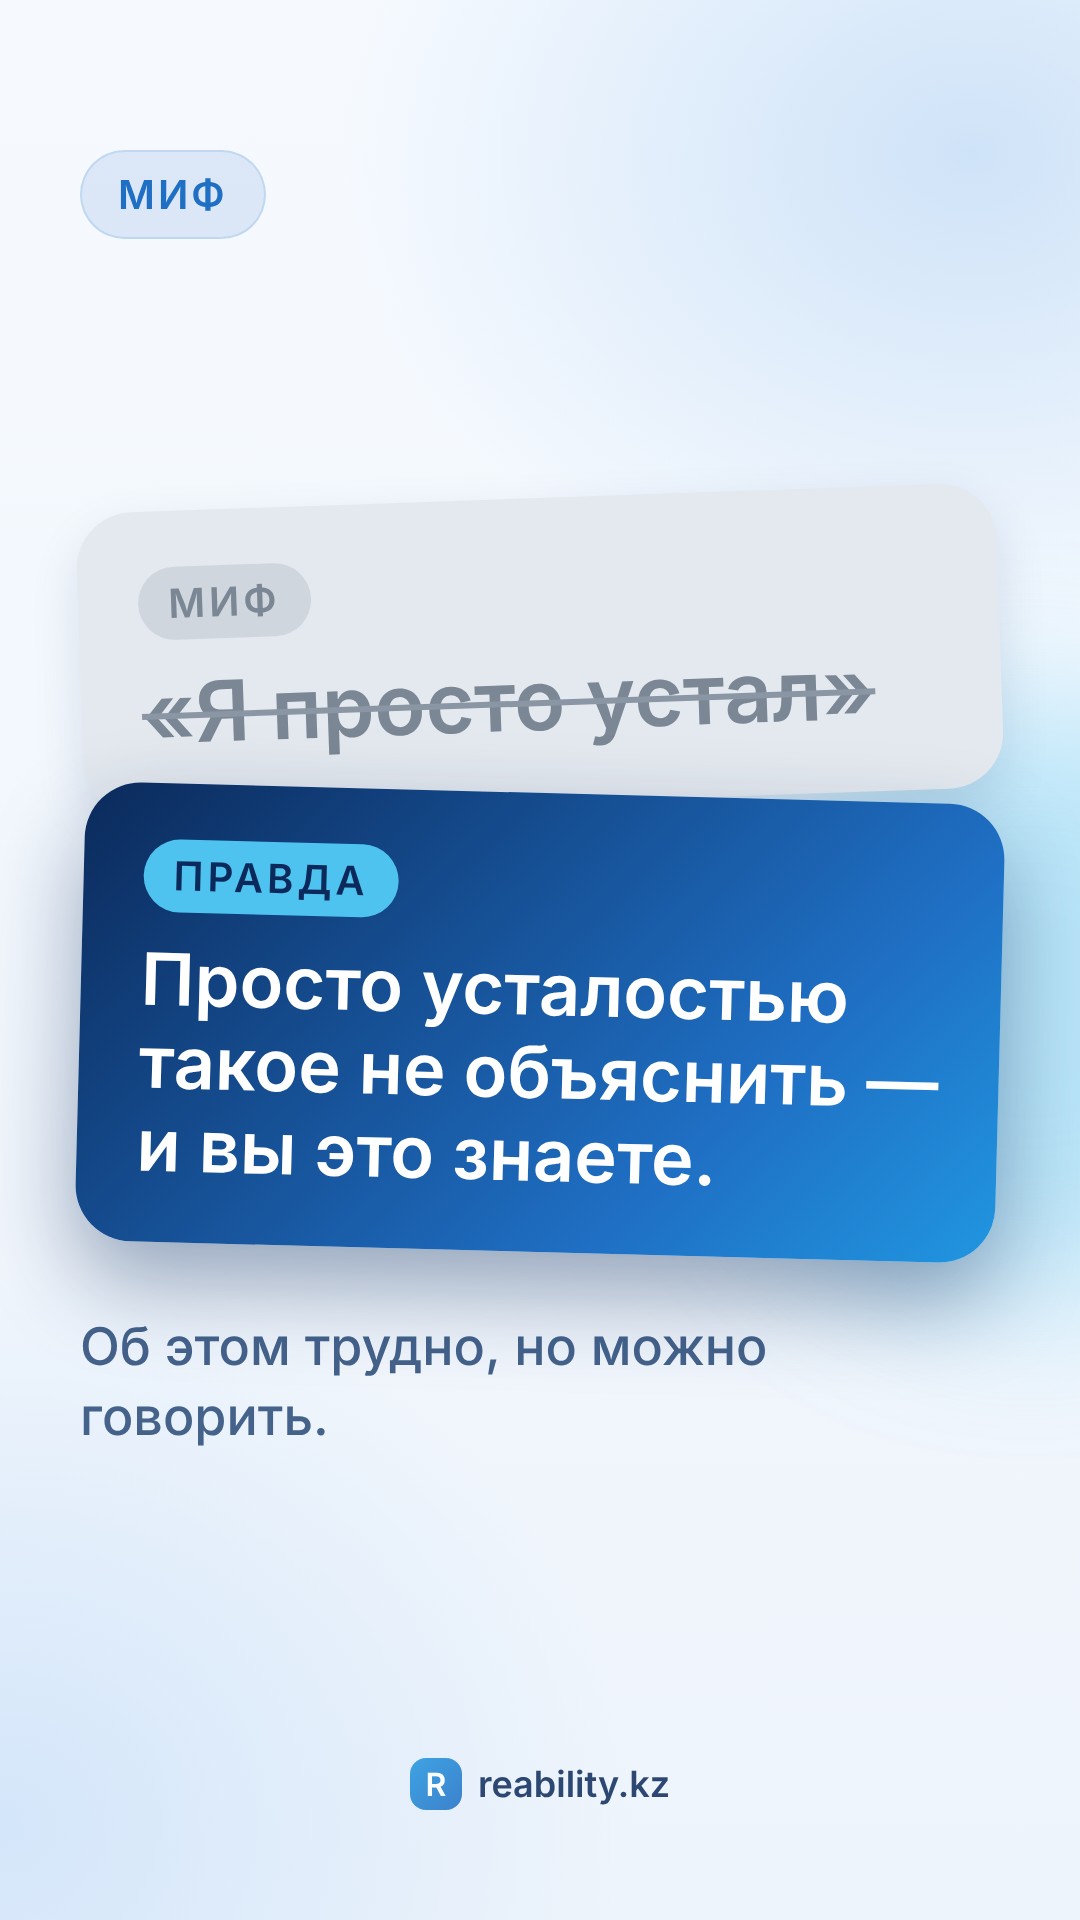 МИФ
МИФ
«Я просто устал»
ПРАВДА
Просто усталостью
такое не объяснить —
и вы это знаете.
Об этом трудно, но можно
говорить.
R reability.kz